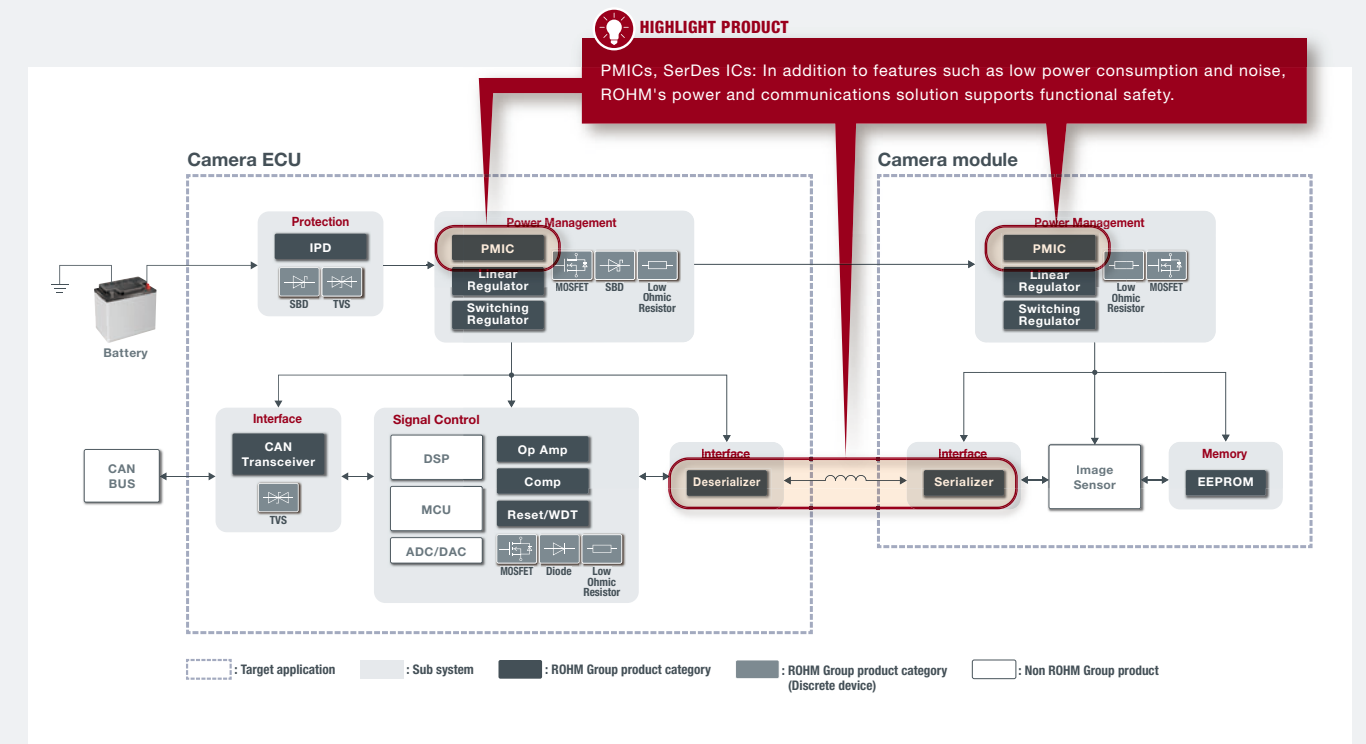 HIGHLIGHT PRODUCT
PMICs, SerDes ICs: In addition to features such as low power consumption and noise,
ROHM's power and communications solution supports functional safety.
Camera ECU
Camera module
Protection
IPD
SBD
TVS
Power Management
PMIC
Linear
Regulator
Switching
Regulator
MOSFET
SBD
Low
Ohmic
Resistor
Power Management
PMIC
Linear
Regulator
Switching
Regulator
Low
Ohmic
Resistor
MOSFET
Battery
CAN
BUS
Interface
CAN
Transceiver
TVS
Signal Control
DSP
MCU
ADC/DAC
Op Amp
Comp
Reset/WDT
MOSFET
Diode
Low
Ohmic
Resistor
Interface
Deserializer
Interface
Serializer
Image
Sensor
Memory
EEPROM
: Target application
: Sub system
: ROHM Group product category
: ROHM Group product category
(Discrete device)
: Non ROHM Group product